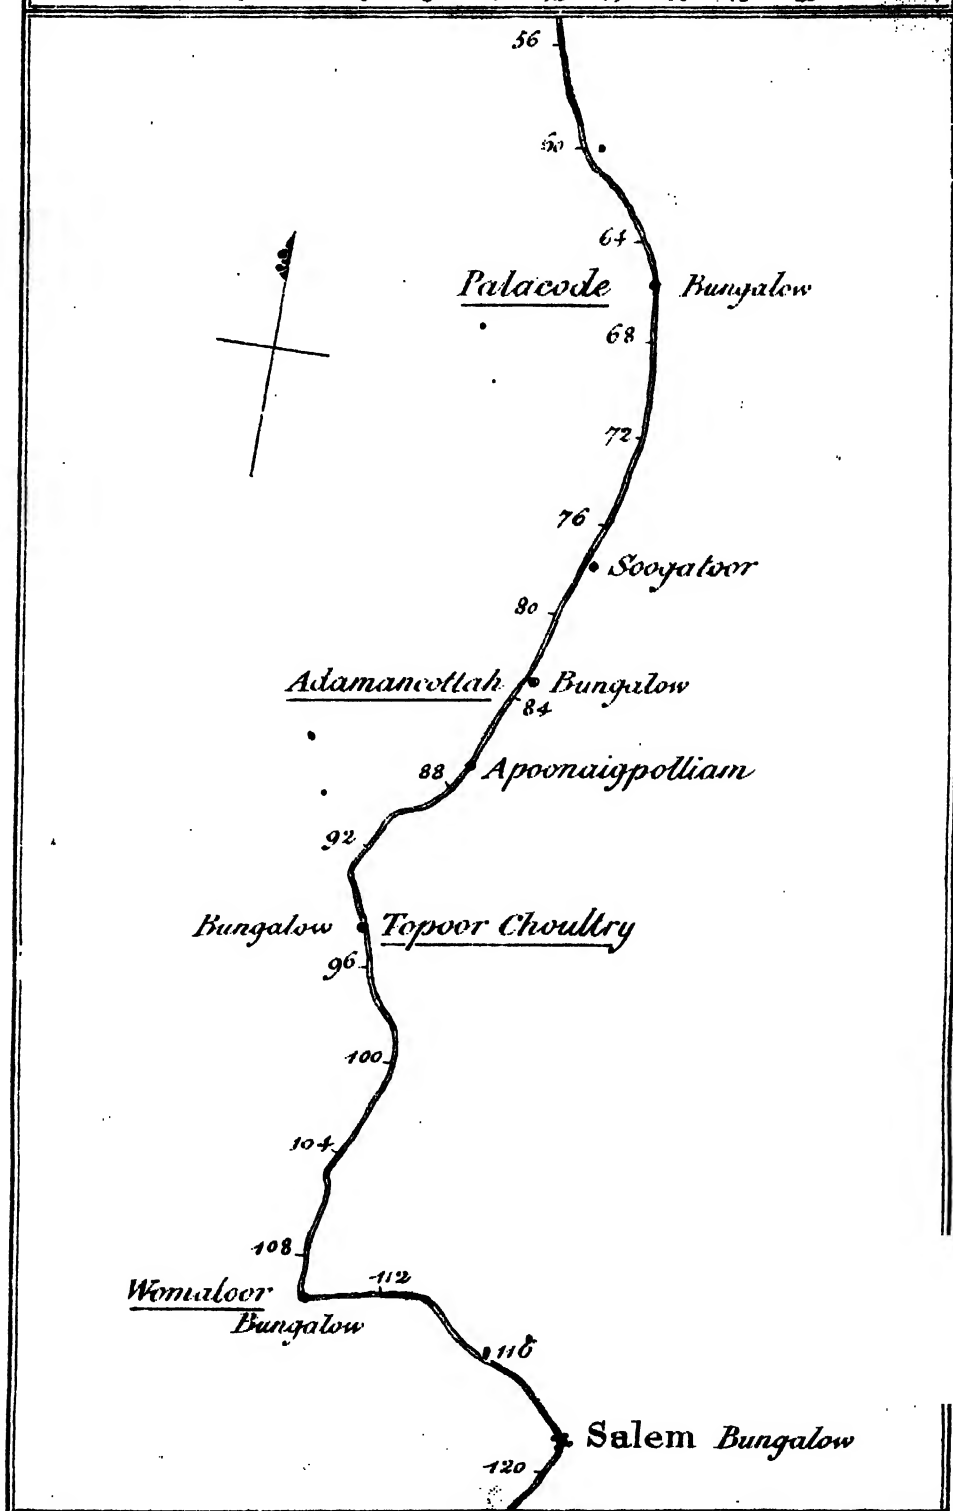 56
60
64
Palacode Bungalow
68
72
76
Soogatoor
80
Adamancottah Bungalow
84
88 Apoonaigpolliam
92
Bungalow Topoor Choultry
96
100
104
108
Womaloor 112
Bungalow
116
Salem Bungalow
120